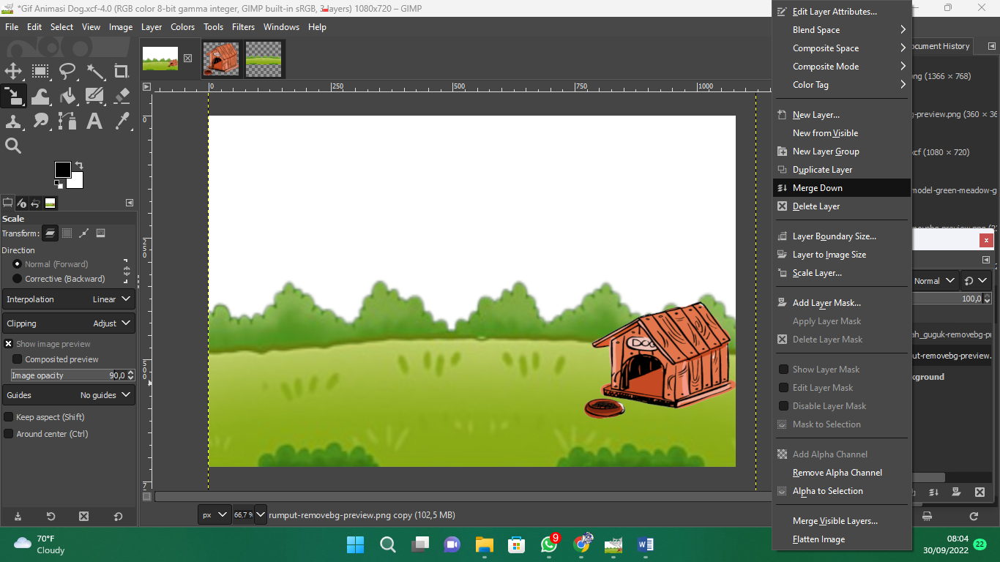 *Gif Animasi Dog.xcf-4.0 (RGB color 8-bit gamma integer, GIMP built-in sRGB, 3 layers) 1080x720 – GIMP
File Edit Select View Image Layer Colors Tools Filters Windows Help
0 250 500 750 1000
0
250
500
7
Scale
Transform:
Direction
Normal (Forward)
Corrective (Backward)
Interpolation Linear
Clipping Adjust
Show image preview
Composited preview
Image opacity 90,0
Guides No guides
Keep aspect (Shift)
Around center (Ctrl)
DOG
px 66,7 % rumput-removebg-preview.png copy (102,5 MB)
Edit Layer Attributes...
Blend Space
Composite Space
Composite Mode
Color Tag
New Layer...
New from Visible
New Layer Group
Duplicate Layer
Merge Down
Delete Layer
Layer Boundary Size...
Layer to Image Size
Scale Layer...
Add Layer Mask...
Apply Layer Mask
Delete Layer Mask
Show Layer Mask
Edit Layer Mask
Disable Layer Mask
Mask to Selection
Add Alpha Channel
Remove Alpha Channel
Alpha to Selection
Merge Visible Layers...
Flatten Image
ocument History
ng (1366 × 768)
g-preview.png (360 × 36
xcf (1080 × 720)
model-green-meadow-g
Normal
100,0
ah_guguk-removebg-pr
put-removebg-preview.
kground
70°F
Cloudy
9
08:04
30/09/2022
22